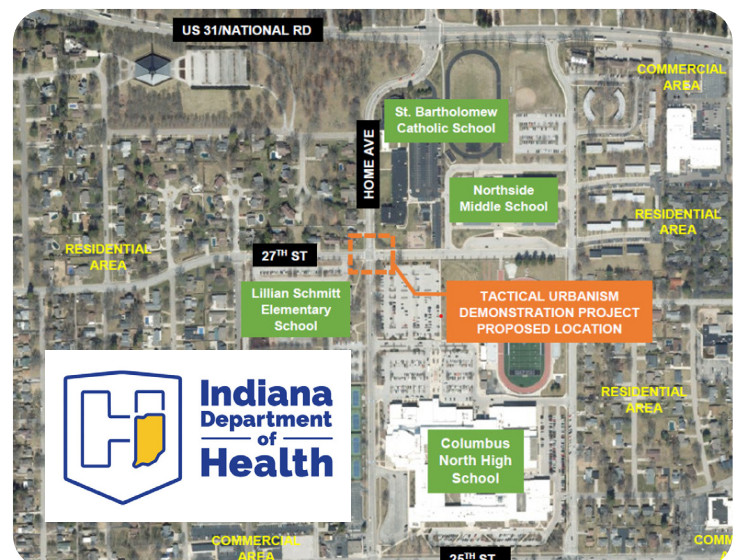 US 31/NATIONAL RD
COMMERCIAL
AREA
St. Bartholomew
Catholic School
HOME AVE
Northside
Middle School
RESIDENTIAL
AREA
RESIDENTIAL
AREA
27TH ST
Lillian Schmitt
Elementary
School
TACTICAL URBANISM
DEMONSTRATION PROJECT
PROPOSED LOCATION
Indiana
Department
of
Health
RESIDENTIAL
AREA
Columbus
North High
School
COMMERCIAL
AREA
25TH ST
COMM